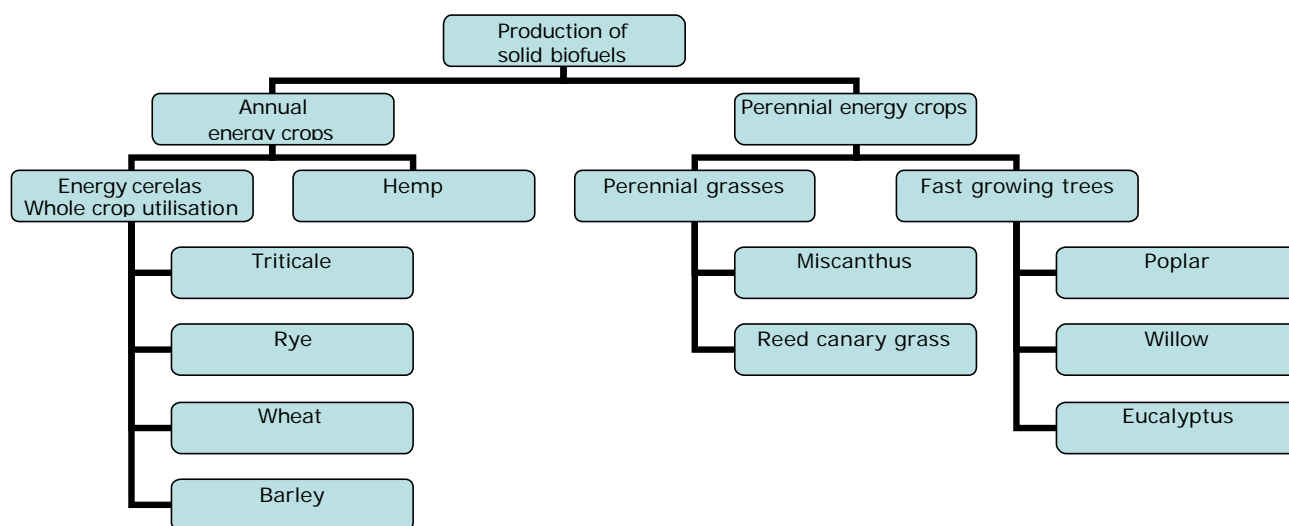 Production of
solid biofuels
Annual
energy crops
Perennial energy crops
Energy cerelas
Whole crop utilisation
Hemp
Perennial grasses
Fast growing trees
Triticale
Rye
Wheat
Barley
Miscanthus
Reed canary grass
Poplar
Willow
Eucalyptus